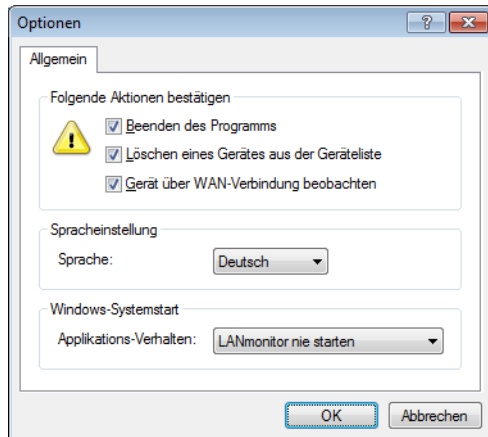 Optionen
Allgemein
Folgende Aktionen bestätigen
Beenden des Programms
Löschen eines Gerätes aus der Geräteliste
Gerät über WAN-Verbindung beobachten
Spracheinstellung
Sprache: Deutsch
Windows-Systemstart
Applikations-Verhalten: LANmonitor nie starten
OK Abbrechen